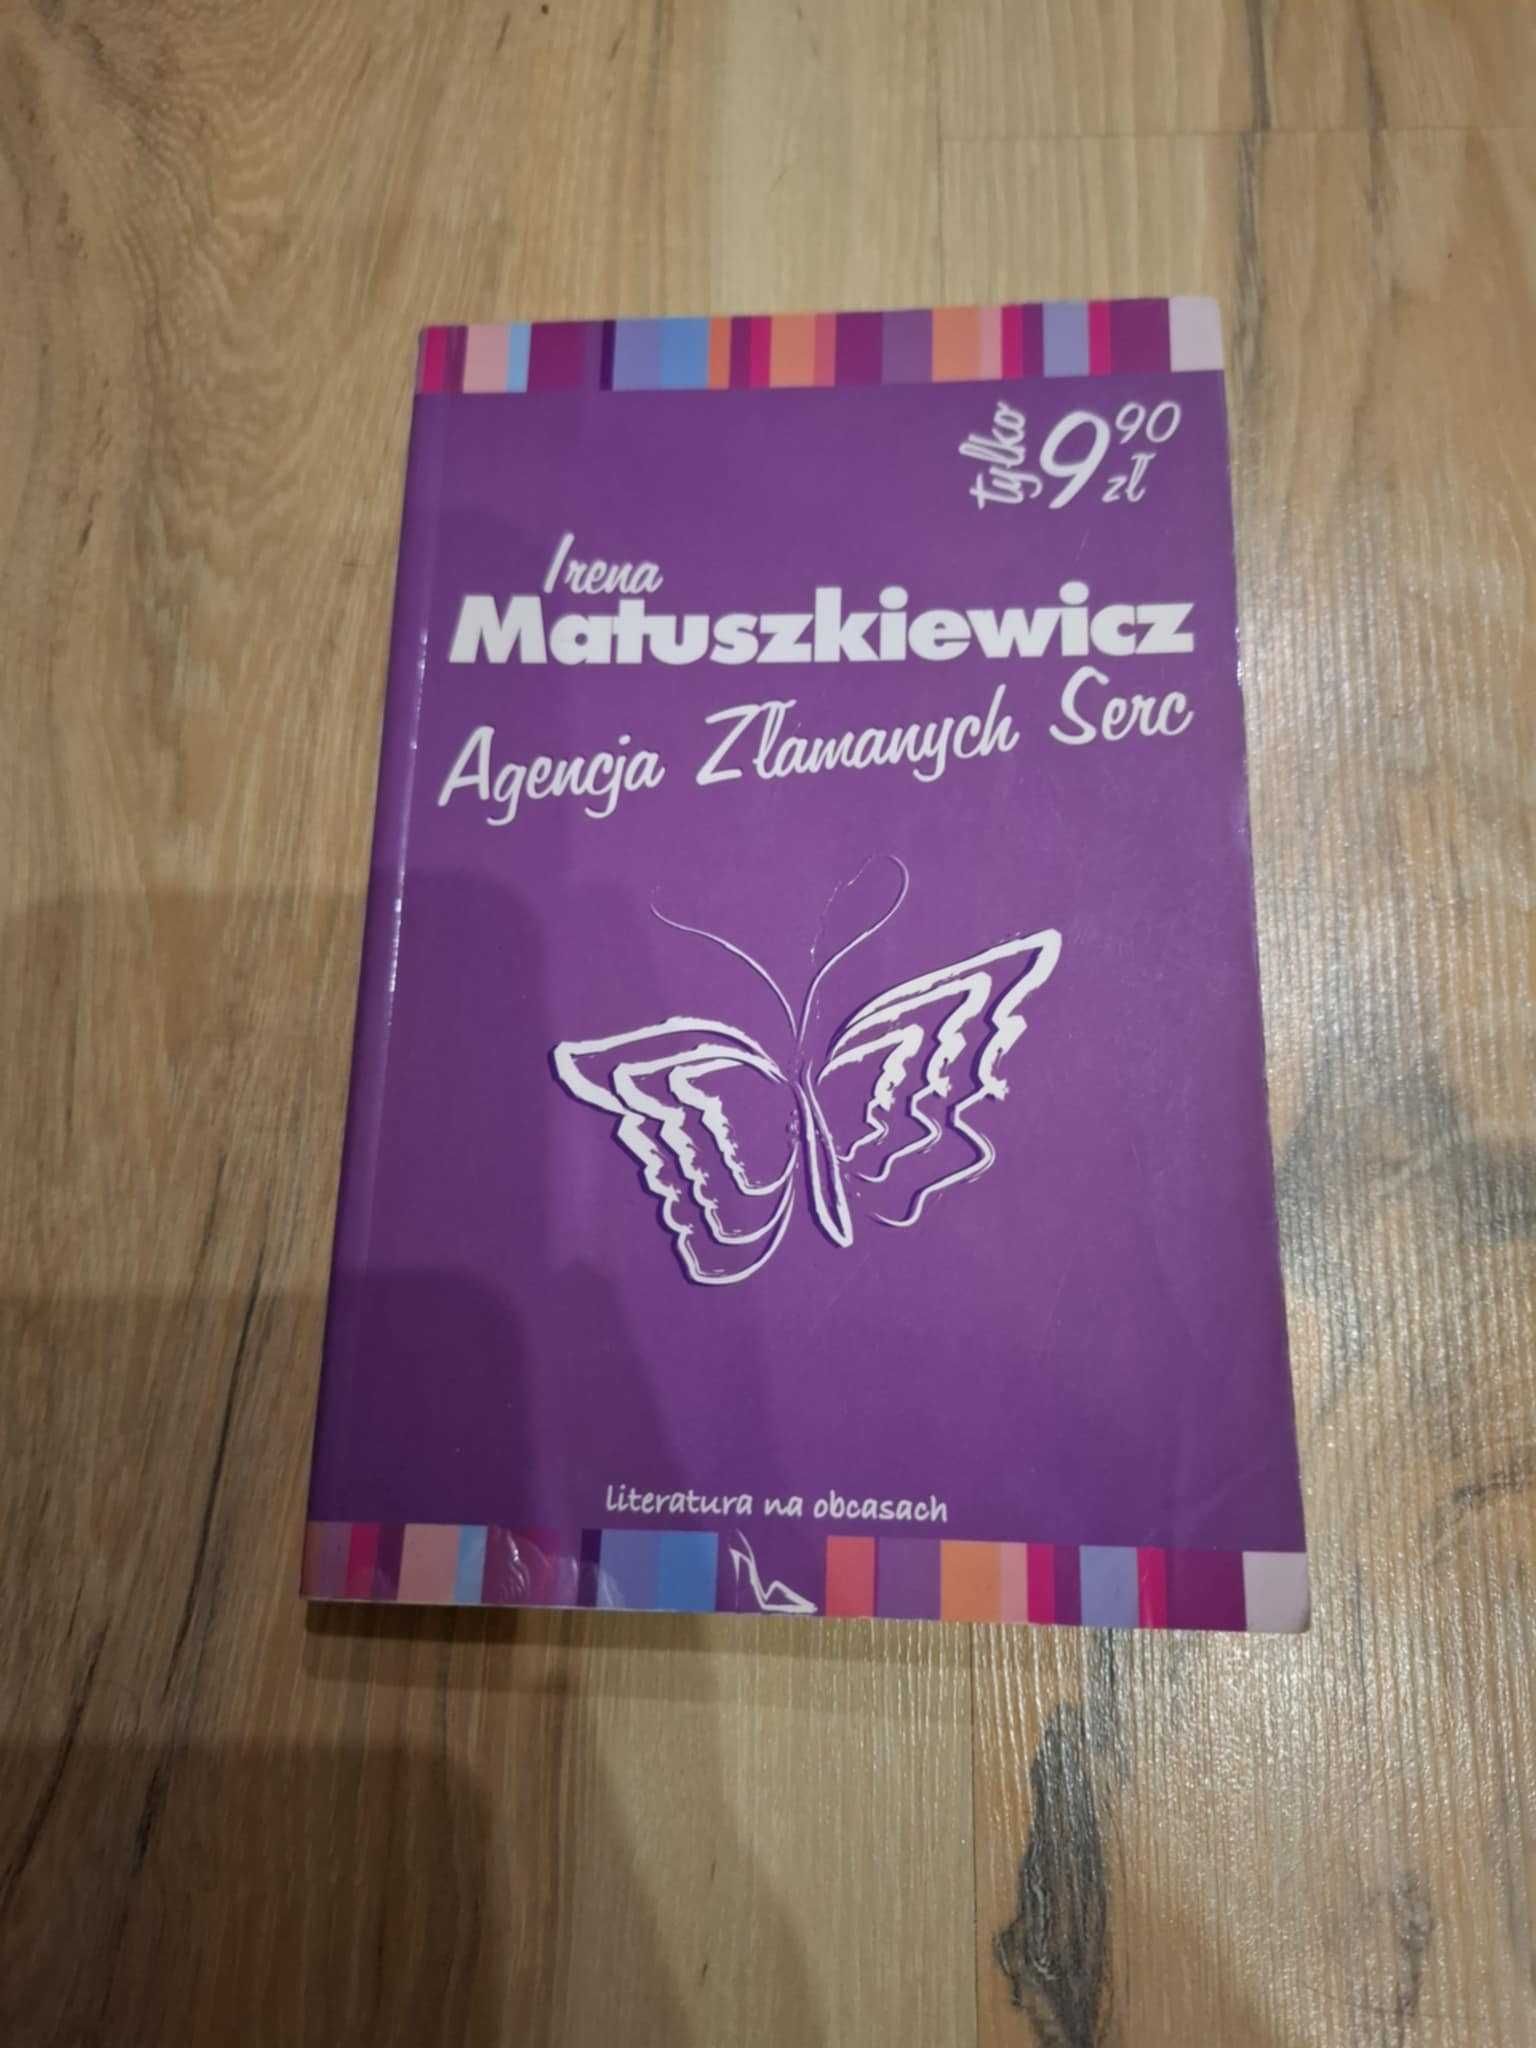 tylko 9 90 zł
Irena
Matuszkiewicz
Agencja Złamanych Serc
literatura na obcasach